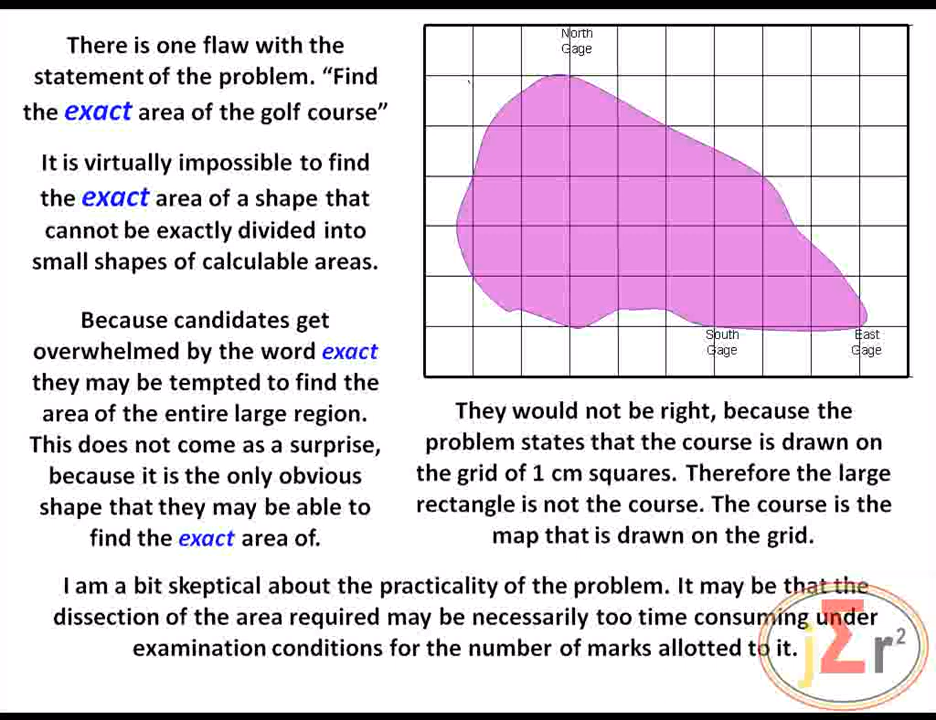 There is one flaw with the
statement of the problem. “Find
the exact area of the golf course”
It is virtually impossible to find
the exact area of a shape that
cannot be exactly divided into
small shapes of calculable areas.
Because candidates get
overwhelmed by the word exact
they may be tempted to find the
area of the entire large region.
This does not come as a surprise,
because it is the only obvious
shape that they may be able to
find the exact area of.
North
Gage
South
Gage
East
Gage
They would not be right, because the
problem states that the course is drawn on
the grid of 1 cm squares. Therefore the large
rectangle is not the course. The course is the
map that is drawn on the grid.
I am a bit skeptical about the practicality of the problem. It may be that the
dissection of the area required may be necessarily too time consuming under
examination conditions for the number of marks allotted to it.
jΣr²